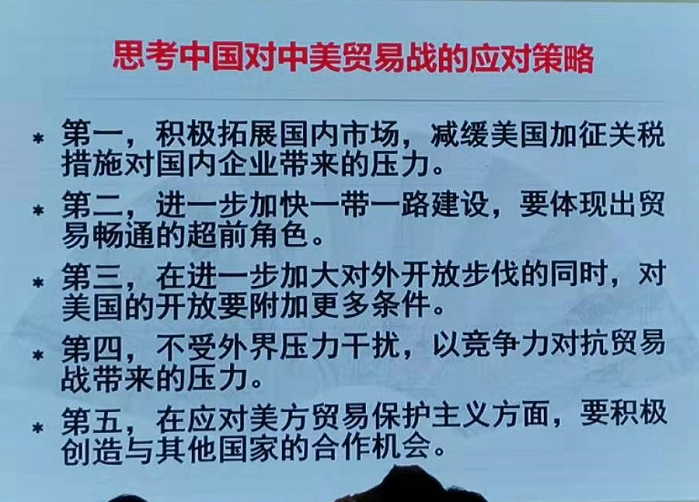 思考中国对中美贸易战的应对策略
* 第一，积极拓展国内市场，减缓美国加征关税
措施对国内企业带来的压力。
* 第二，进一步加快一带一路建设，要体现出贸
易畅通的超前角色。
* 第三，在进一步加大对外开放步伐的同时，对
美国的开放要附加更多条件。
* 第四，不受外界压力干扰，以竞争力对抗贸易
战带来的压力。
* 第五，在应对美方贸易保护主义方面，要积极
创造与其他国家的合作机会。